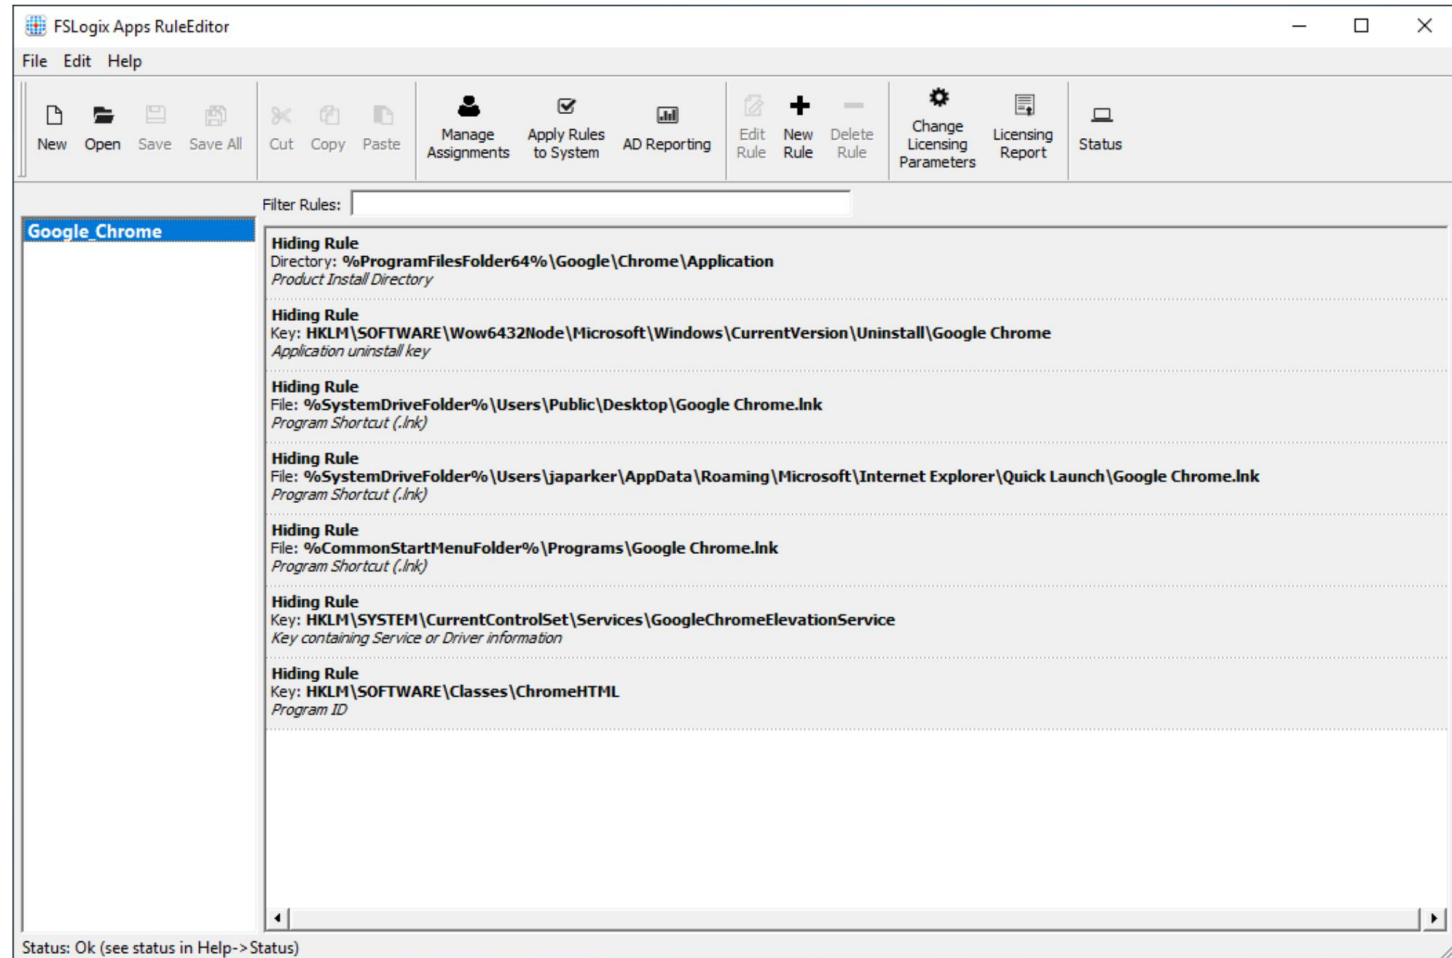 FSLogix Apps RuleEditor
File Edit Help
New Open Save Save All Cut Copy Paste Manage Assignments Apply Rules to System AD Reporting Edit Rule New Rule Delete Rule Change Licensing Parameters Licensing Report Status
Filter Rules:
Google_Chrome
Hiding Rule
Directory: %ProgramFilesFolder64%\Google\Chrome\Application
Product Install Directory
Hiding Rule
Key: HKLM\SOFTWARE\Wow6432Node\Microsoft\Windows\CurrentVersion\Uninstall\Google Chrome
Application uninstall key
Hiding Rule
File: %SystemDriveFolder%\Users\Public\Desktop\Google Chrome.lnk
Program Shortcut (.lnk)
Hiding Rule
File: %SystemDriveFolder%\Users\japarker\AppData\Roaming\Microsoft\Internet Explorer\Quick Launch\Google Chrome.lnk
Program Shortcut (.lnk)
Hiding Rule
File: %CommonStartMenuFolder%\Programs\Google Chrome.lnk
Program Shortcut (.lnk)
Hiding Rule
Key: HKLM\SYSTEM\CurrentControlSet\Services\GoogleChromeElevationService
Key containing Service or Driver information
Hiding Rule
Key: HKLM\SOFTWARE\Classes\ChromeHTML
Program ID
Status: Ok (see status in Help->Status)